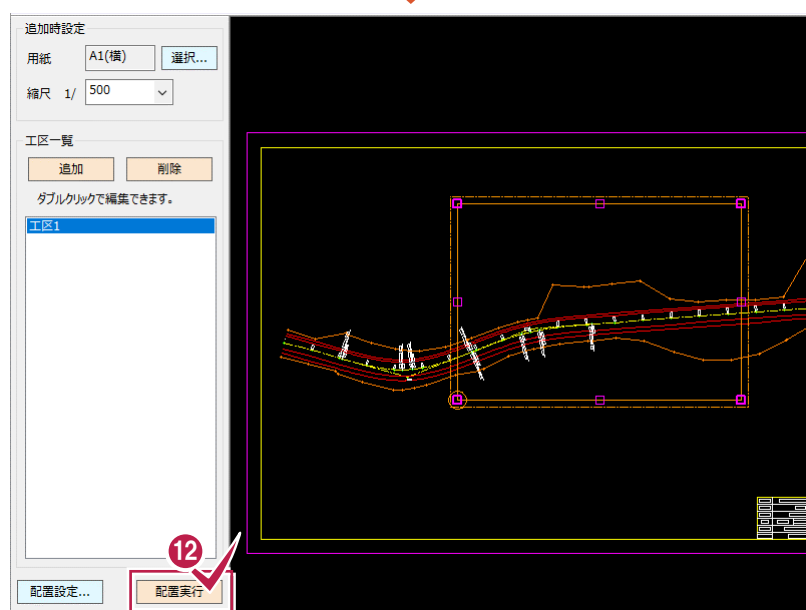 追加時設定
用紙 A1(横) 選択...
縮尺 1/ 500
工区一覧
追加 削除
ダブルクリックで編集できます。
工区1
12
配置設定... 配置実行